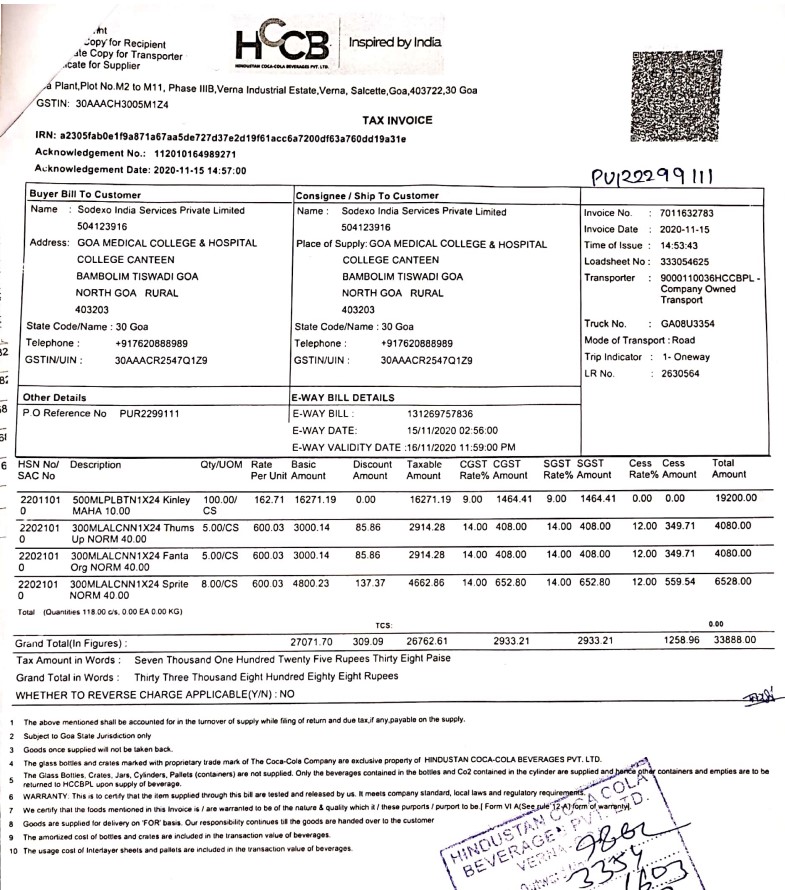 Copy for Recipient
ate Copy for Transporter
cate for Supplier
HCCB Inspired by India
HINDUSTAN COCA-COLA BEVERAGES PVT. LTD.
a Plant,Plot No.M2 to M11, Phase IIIB,Verna Industrial Estate,Verna, Salcette,Goa,403722,30 Goa
GSTIN: 30AAACH3005M1Z4
TAX INVOICE
IRN: a2305fab0e1f9a871a67aa5de727d37e2d19f61acc6a7200df63a760dd19a31e
Acknowledgement No.: 112010164989271
Acknowledgement Date: 2020-11-15 14:57:00
PU122299111
Buyer Bill To Customer
Name : Sodexo India Services Private Limited
504123916
Address: GOA MEDICAL COLLEGE & HOSPITAL
COLLEGE CANTEEN
BAMBOLIM TISWADI GOA
NORTH GOA RURAL
403203
State Code/Name : 30 Goa
Telephone : +917620888989
GSTIN/UIN : 30AAACR2547Q1Z9
Consignee / Ship To Customer
Name : Sodexo India Services Private Limited
504123916
Place of Supply: GOA MEDICAL COLLEGE & HOSPITAL
COLLEGE CANTEEN
BAMBOLIM TISWADI GOA
NORTH GOA RURAL
403203
State Code/Name : 30 Goa
Telephone : +917620888989
GSTIN/UIN : 30AAACR2547Q1Z9
Invoice No. : 7011632783
Invoice Date : 2020-11-15
Time of Issue : 14:53:43
Loadsheet No : 333054625
Transporter : 9000110036HCCBPL -
Company Owned
Transport
Truck No. : GA08U3354
Mode of Transport : Road
Trip Indicator : 1- Oneway
LR No. : 2630564
Other Details
P.O Reference No PUR2299111
E-WAY BILL DETAILS
E-WAY BILL : 131269757836
E-WAY DATE: 15/11/2020 02:56:00
E-WAY VALIDITY DATE :16/11/2020 11:59:00 PM
HSN No/ Description Qty/UOM Rate Basic Discount Taxable CGST CGST SGST SGST Cess Cess Total
SAC No Per Unit Amount Amount Amount Rate% Amount Rate% Amount Rate% Amount Amount
2201101 500MLPLBTN1X24 Kinley 100.00/ 162.71 16271.19 0.00 16271.19 9.00 1464.41 9.00 1464.41 0.00 0.00 19200.00
0 MAHA 10.00 CS
2202101 300MLALCNN1X24 Thums 5.00/CS 600.03 3000.14 85.86 2914.28 14.00 408.00 14.00 408.00 12.00 349.71 4080.00
0 Up NORM 40.00
2202101 300MLALCNN1X24 Fanta 5.00/CS 600.03 3000.14 85.86 2914.28 14.00 408.00 14.00 408.00 12.00 349.71 4080.00
0 Org NORM 40.00
2202101 300MLALCNN1X24 Sprite 8.00/CS 600.03 4800.23 137.37 4662.86 14.00 652.80 14.00 652.80 12.00 559.54 6528.00
0 NORM 40.00
Total (Quantities 118.00 c/s, 0.00 EA 0.00 KG)
TCS: 0.00
Grand Total(In Figures) : 27071.70 309.09 26762.61 2933.21 2933.21 1258.96 33888.00
Tax Amount in Words : Seven Thousand One Hundred Twenty Five Rupees Thirty Eight Paise
Grand Total in Words : Thirty Three Thousand Eight Hundred Eighty Eight Rupees
WHETHER TO REVERSE CHARGE APPLICABLE(Y/N) : NO
1 The above mentioned shall be accounted for in the turnover of supply while filing of return and due tax,if any,payable on the supply.
2 Subject to Goa State Jurisdiction only
3 Goods once supplied will not be taken back.
4 The glass bottles and crates marked with proprietary trade mark of The Coca-Cola Company are exclusive property of HINDUSTAN COCA-COLA BEVERAGES PVT. LTD.
5 The Glass Bottles, Crates, Jars, Cylinders, Pallets (containers) are not supplied. Only the beverages contained in the bottles and Co2 contained in the cylinder are supplied and hence other containers and empties are to be
returned to HCCBPL upon supply of beverage.
6 WARRANTY: This is to certify that the item supplied through this bill are tested and released by us. It meets company standard, local laws and regulatory requirements.
7 We certify that the foods mentioned in this Invoice is / are warranted to be of the nature & quality which it / these purports / purport to be.[ Form VI A(See rule 12-A) form of warranty]
8 Goods are supplied for delivery on 'FOR' basis. Our responsibility continues till the goods are handed over to the customer
9 The amortized cost of bottles and crates are included in the transaction value of beverages.
10 The usage cost of Interlayer sheets and pallets are included in the transaction value of beverages.
HINDUSTAN COCA COLA
BEVERAGES PVT. LTD.
VERNA
3354
1603